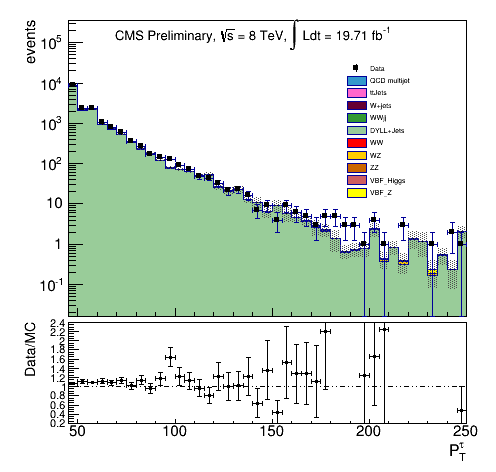 CMS Preliminary, √s = 8 TeV, ∫ Ldt = 19.71 fb⁻¹
events
10⁵
10⁴
10³
10²
10
1
10⁻¹
Data
QCD multijet
ttJets
W+jets
WWjj
DYLL+Jets
WW
WZ
ZZ
VBF_Higgs
VBF_Z
Data/MC
2.4
2.2
2
1.8
1.6
1.4
1.2
1
0.8
0.6
0.4
0.2
50 100 150 200 250
P_T^τ